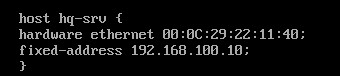 host hq-srv {
hardware ethernet 00:0C:29:22:11:40;
fixed-address 192.168.100.10;
}